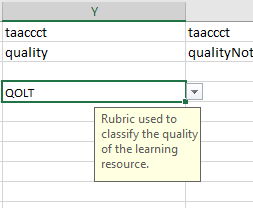 Y
taaccct taaccct
quality qualityNot
QOLT
Rubric used to
classify the quality
of the learning
resource.